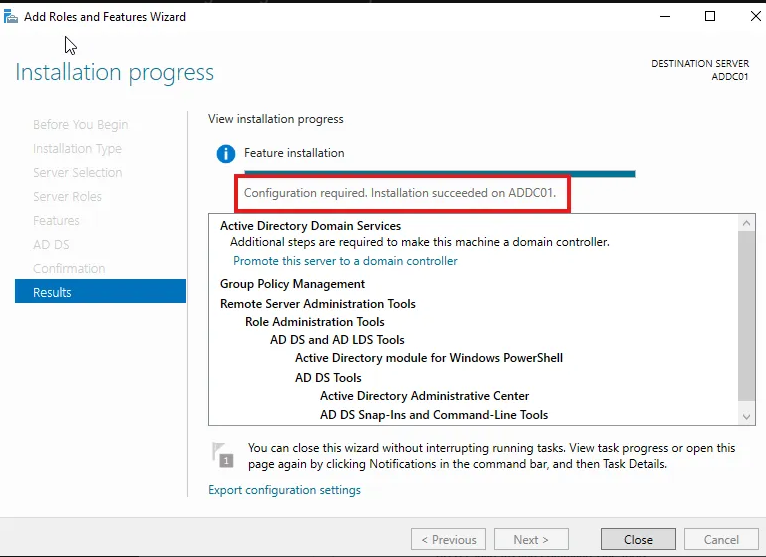 Add Roles and Features Wizard
Installation progress
DESTINATION SERVER
ADDC01
Before You Begin
Installation Type
Server Selection
Server Roles
Features
AD DS
Confirmation
Results
View installation progress
Feature installation
Configuration required. Installation succeeded on ADDC01.
Active Directory Domain Services
Additional steps are required to make this machine a domain controller.
Promote this server to a domain controller
Group Policy Management
Remote Server Administration Tools
Role Administration Tools
AD DS and AD LDS Tools
Active Directory module for Windows PowerShell
AD DS Tools
Active Directory Administrative Center
AD DS Snap-Ins and Command-Line Tools
1
You can close this wizard without interrupting running tasks. View task progress or open this
page again by clicking Notifications in the command bar, and then Task Details.
Export configuration settings
< Previous
Next >
Close
Cancel